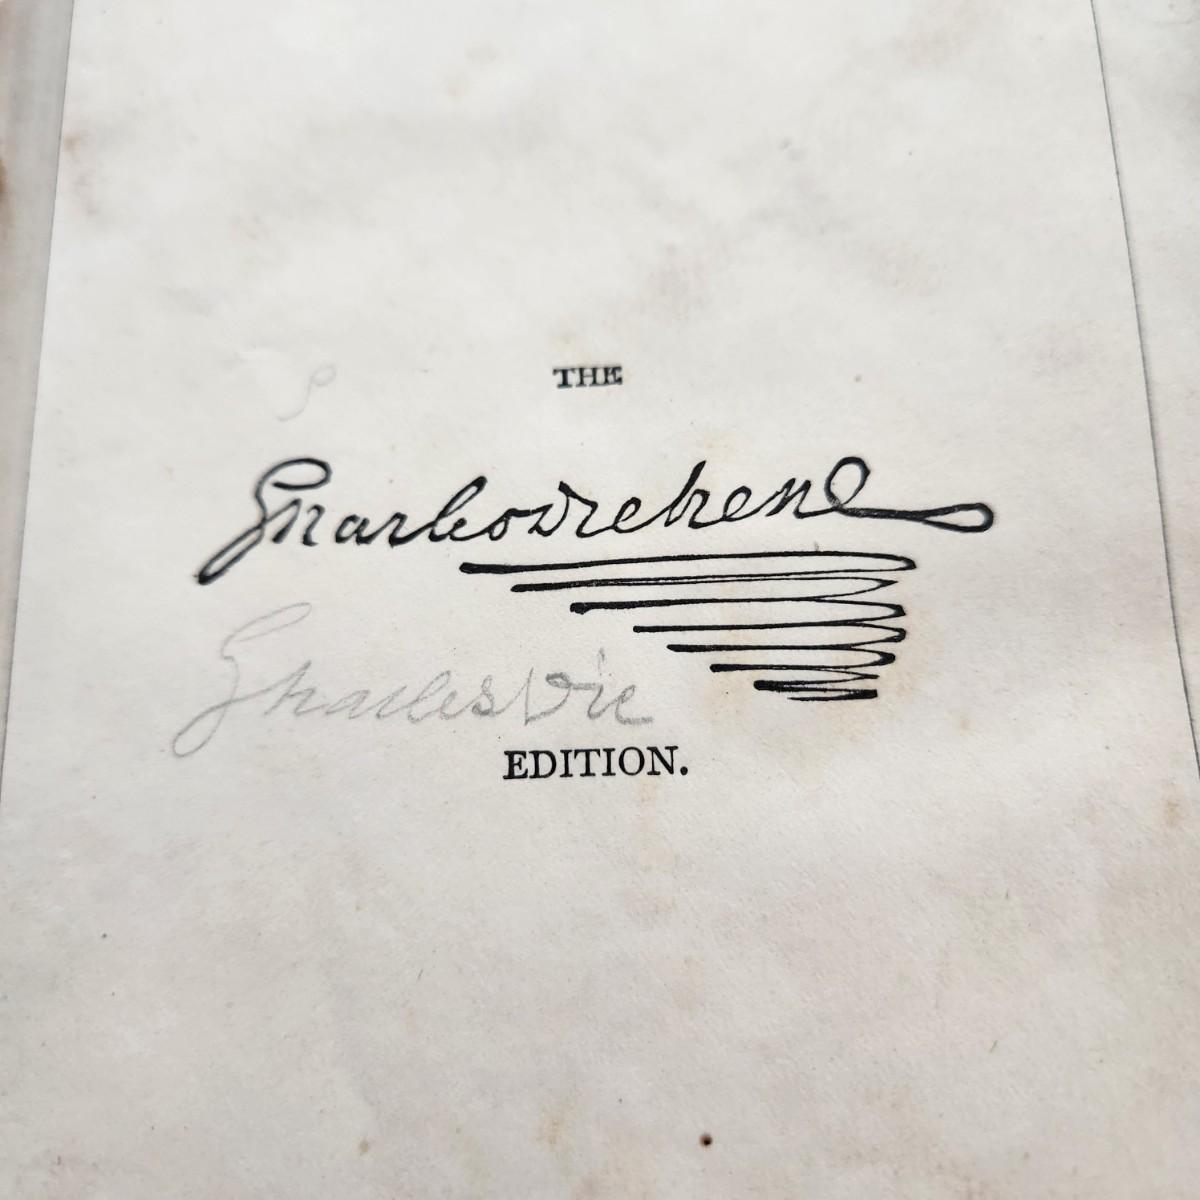 THE
Charles Dickens
Charles Dic
EDITION.